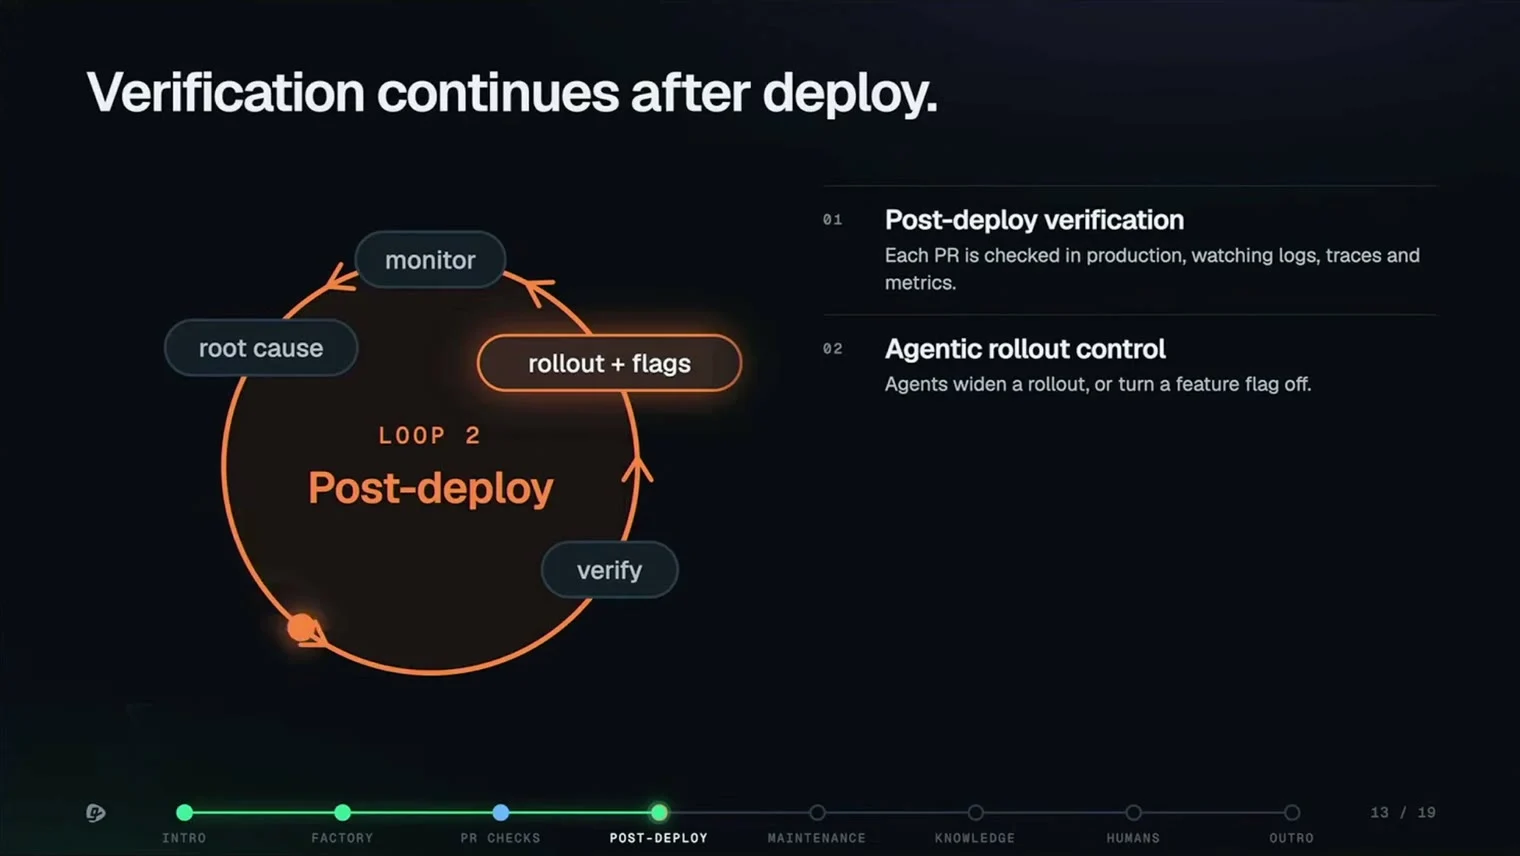 Verification continues after deploy.
monitor
root cause
rollout + flags
LOOP 2
Post-deploy
verify
01
Post-deploy verification
Each PR is checked in production, watching logs, traces and
metrics.
02
Agentic rollout control
Agents widen a rollout, or turn a feature flag off.
INTRO
FACTORY
PR CHECKS
POST-DEPLOY
MAINTENANCE
KNOWLEDGE
HUMANS
OUTRO
13 / 19